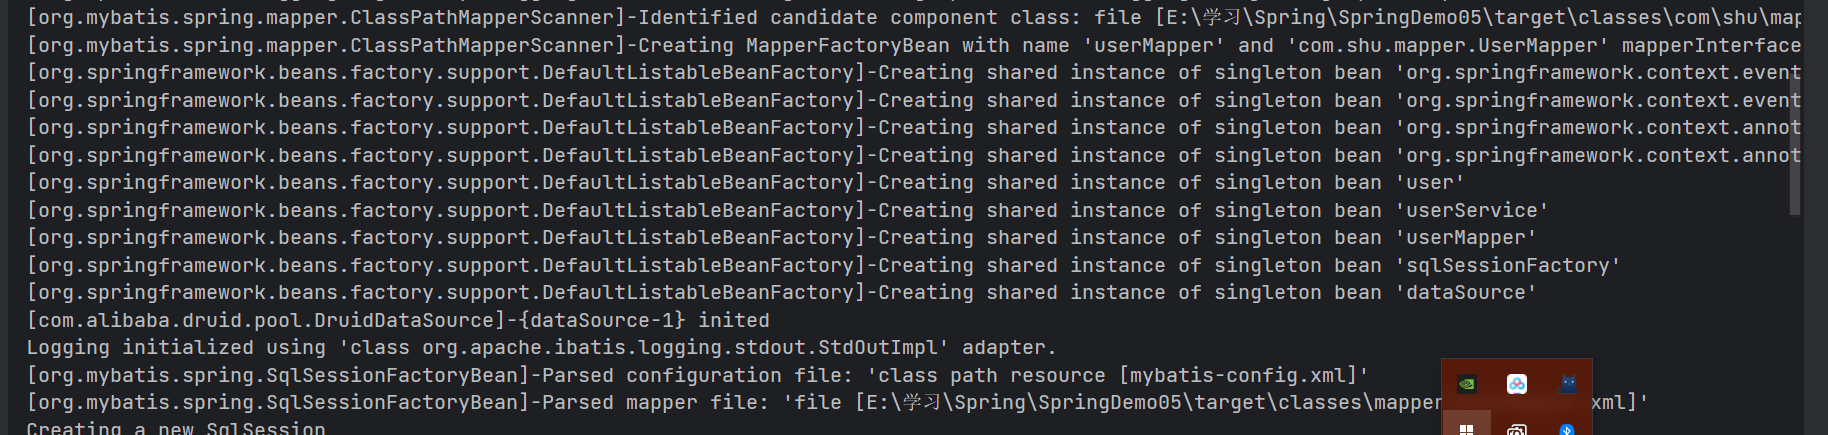 [org.mybatis.spring.mapper.ClassPathMapperScanner]-Identified candidate component class: file [E:\学习\Spring\SpringDemo05\target\classes\com\shu\map
[org.mybatis.spring.mapper.ClassPathMapperScanner]-Creating MapperFactoryBean with name 'userMapper' and 'com.shu.mapper.UserMapper' mapperInterface
[org.springframework.beans.factory.support.DefaultListableBeanFactory]-Creating shared instance of singleton bean 'org.springframework.context.event
[org.springframework.beans.factory.support.DefaultListableBeanFactory]-Creating shared instance of singleton bean 'org.springframework.context.event
[org.springframework.beans.factory.support.DefaultListableBeanFactory]-Creating shared instance of singleton bean 'org.springframework.context.annot
[org.springframework.beans.factory.support.DefaultListableBeanFactory]-Creating shared instance of singleton bean 'org.springframework.context.annot
[org.springframework.beans.factory.support.DefaultListableBeanFactory]-Creating shared instance of singleton bean 'user'
[org.springframework.beans.factory.support.DefaultListableBeanFactory]-Creating shared instance of singleton bean 'userService'
[org.springframework.beans.factory.support.DefaultListableBeanFactory]-Creating shared instance of singleton bean 'userMapper'
[org.springframework.beans.factory.support.DefaultListableBeanFactory]-Creating shared instance of singleton bean 'sqlSessionFactory'
[org.springframework.beans.factory.support.DefaultListableBeanFactory]-Creating shared instance of singleton bean 'dataSource'
[com.alibaba.druid.pool.DruidDataSource]-{dataSource-1} inited
Logging initialized using 'class org.apache.ibatis.logging.stdout.StdOutImpl' adapter.
[org.mybatis.spring.SqlSessionFactoryBean]-Parsed configuration file: 'class path resource [mybatis-config.xml]'
[org.mybatis.spring.SqlSessionFactoryBean]-Parsed mapper file: 'file [E:\学习\Spring\SpringDemo05\target\classes\mapper xml]'
Creating a new SqlSession